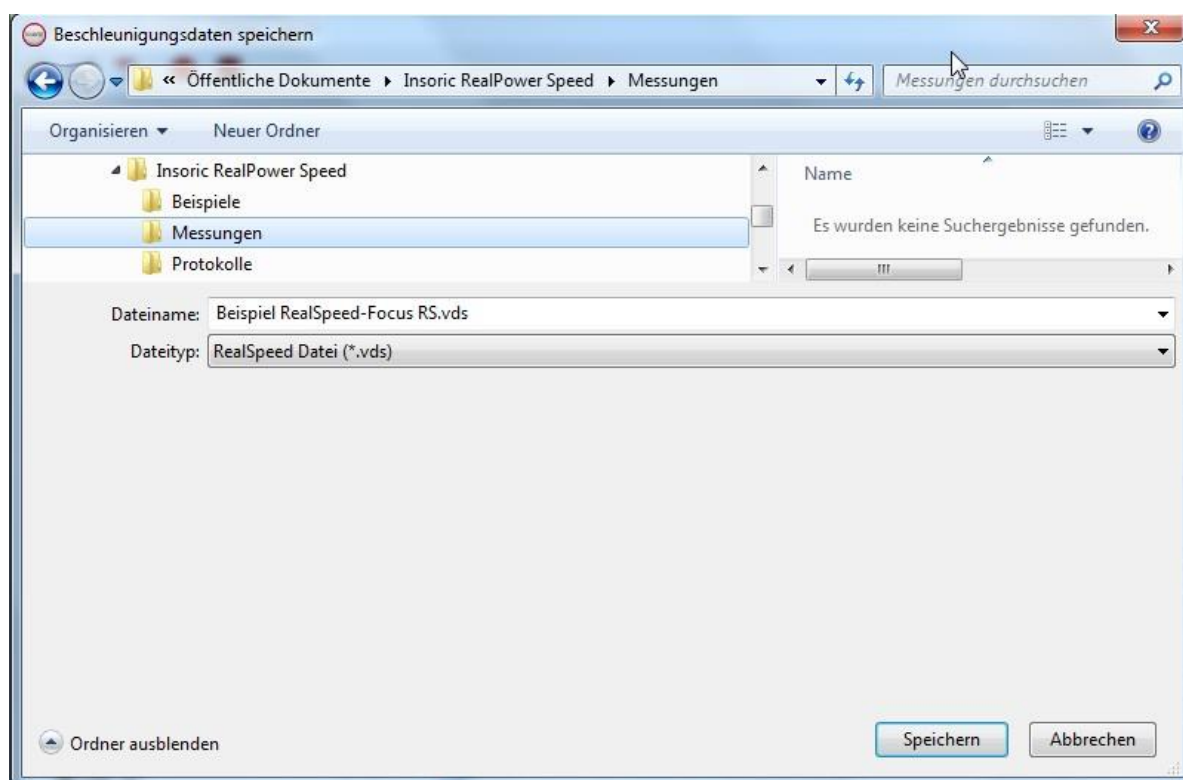 Beschleunigungsdaten speichern
« Öffentliche Dokumente Insoric RealPower Speed Messungen
Messungen durchsuchen
Organisieren Neuer Ordner
Insoric RealPower Speed
Beispiele
Messungen
Protokolle
Name
Es wurden keine Suchergebnisse gefunden.
Dateiname: Beispiel RealSpeed-Focus RS.vds
Dateityp: RealSpeed Datei (*.vds)
Ordner ausblenden
Speichern
Abbrechen